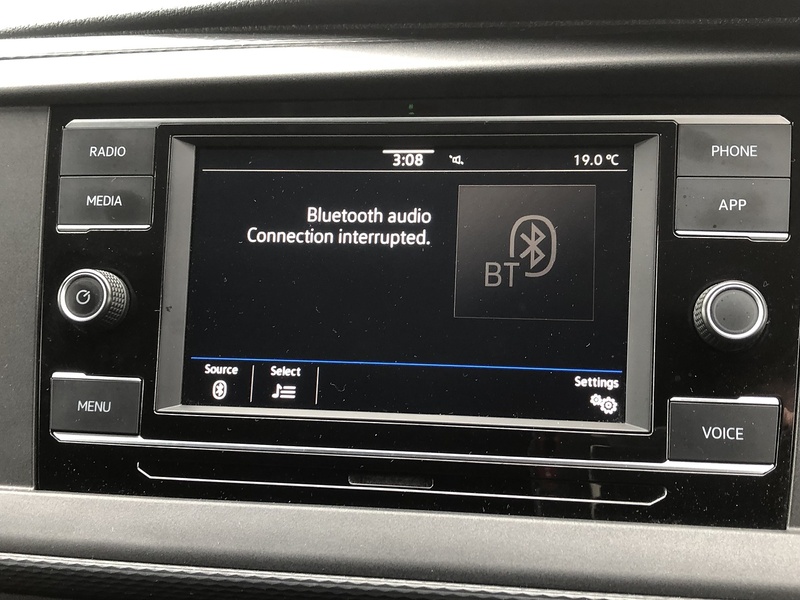 RADIO
MEDIA
MENU
3:08
19.0 °C
Bluetooth audio
Connection interrupted.
BT
Source
Select
Settings
PHONE
APP
VOICE